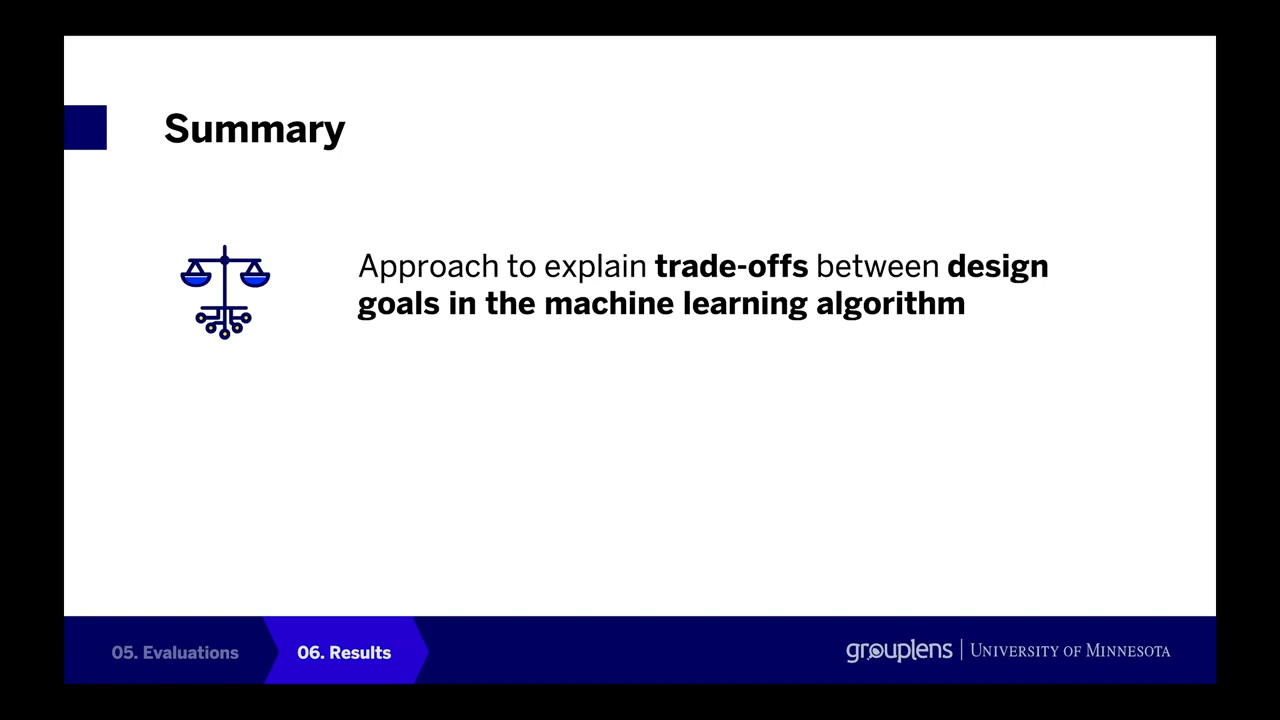 Summary
Approach to explain trade-offs between design
goals in the machine learning algorithm
05. Evaluations
06. Results
grouplens | UNIVERSITY OF MINNESOTA